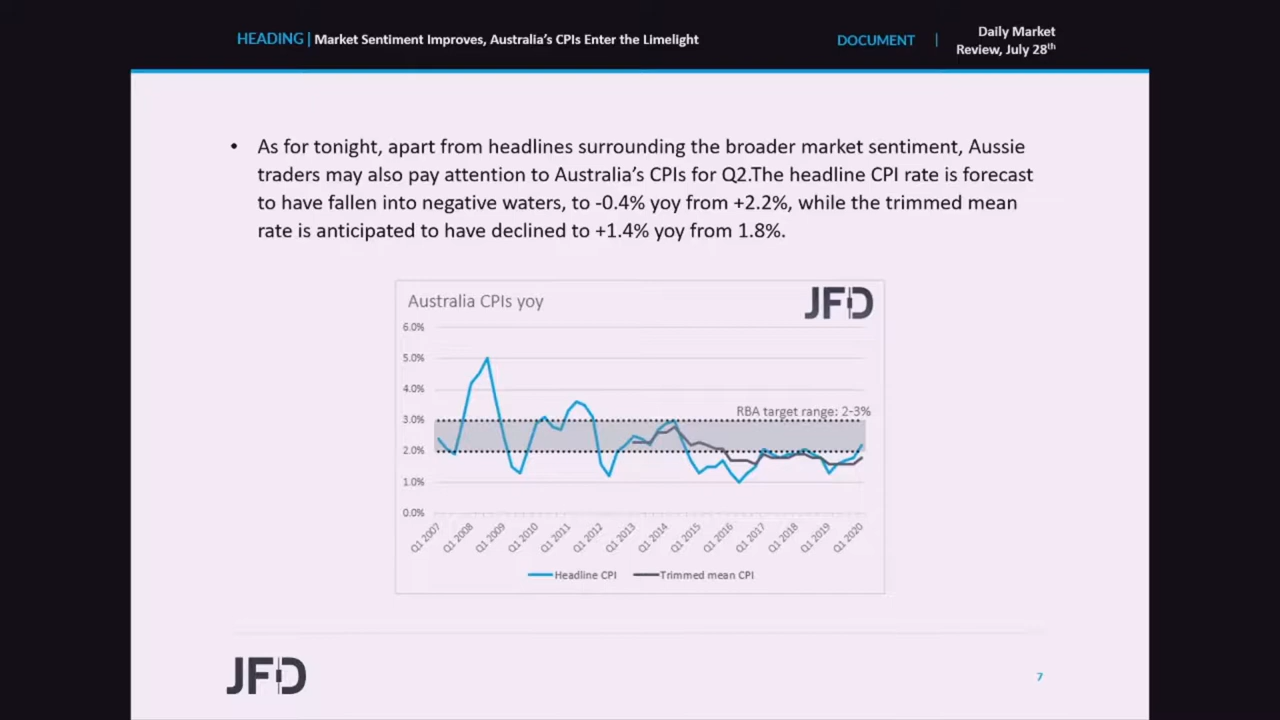 HEADING | Market Sentiment Improves, Australia's CPIs Enter the Limelight
DOCUMENT | Daily Market
Review, July 28th
• As for tonight, apart from headlines surrounding the broader market sentiment, Aussie
traders may also pay attention to Australia's CPIs for Q2.The headline CPI rate is forecast
to have fallen into negative waters, to -0.4% yoy from +2.2%, while the trimmed mean
rate is anticipated to have declined to +1.4% yoy from 1.8%.
Australia CPIs yoy
JFD
6.0%
5.0%
4.0%
3.0%
RBA target range: 2-3%
2.0%
1.0%
0.0%
Q1 2007
Q1 2008
Q1 2009
Q1 2010
Q1 2011
Q1 2012
Q1 2013
Q1 2014
Q1 2015
Q1 2016
Q1 2017
Q1 2018
Q1 2019
Q1 2020
Headline CPI
Trimmed mean CPI
JFD
7